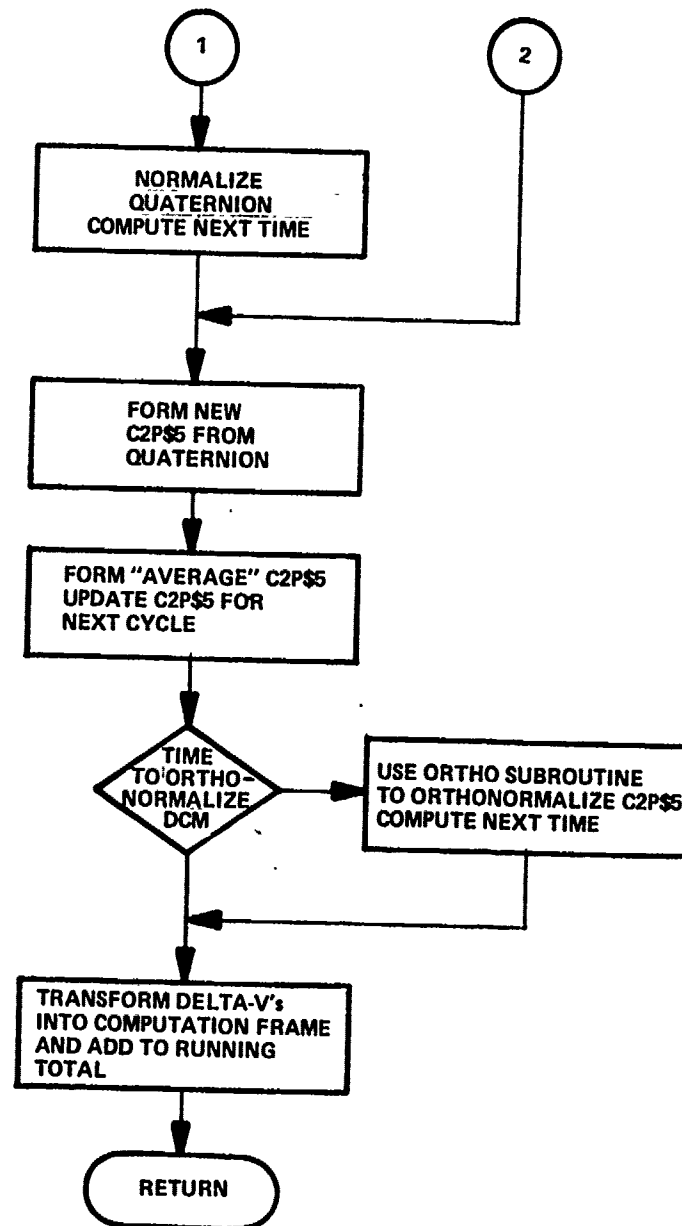 1
2
NORMALIZE
QUATERNION
COMPUTE NEXT TIME
FORM NEW
C2P$5 FROM
QUATERNION
FORM "AVERAGE" C2P$5
UPDATE C2P$5 FOR
NEXT CYCLE
TIME
TO ORTHO-
NORMALIZE
DCM
USE ORTHO SUBROUTINE
TO ORTHONORMALIZE C2P$5
COMPUTE NEXT TIME
TRANSFORM DELTA-V's
INTO COMPUTATION FRAME
AND ADD TO RUNNING
TOTAL
RETURN